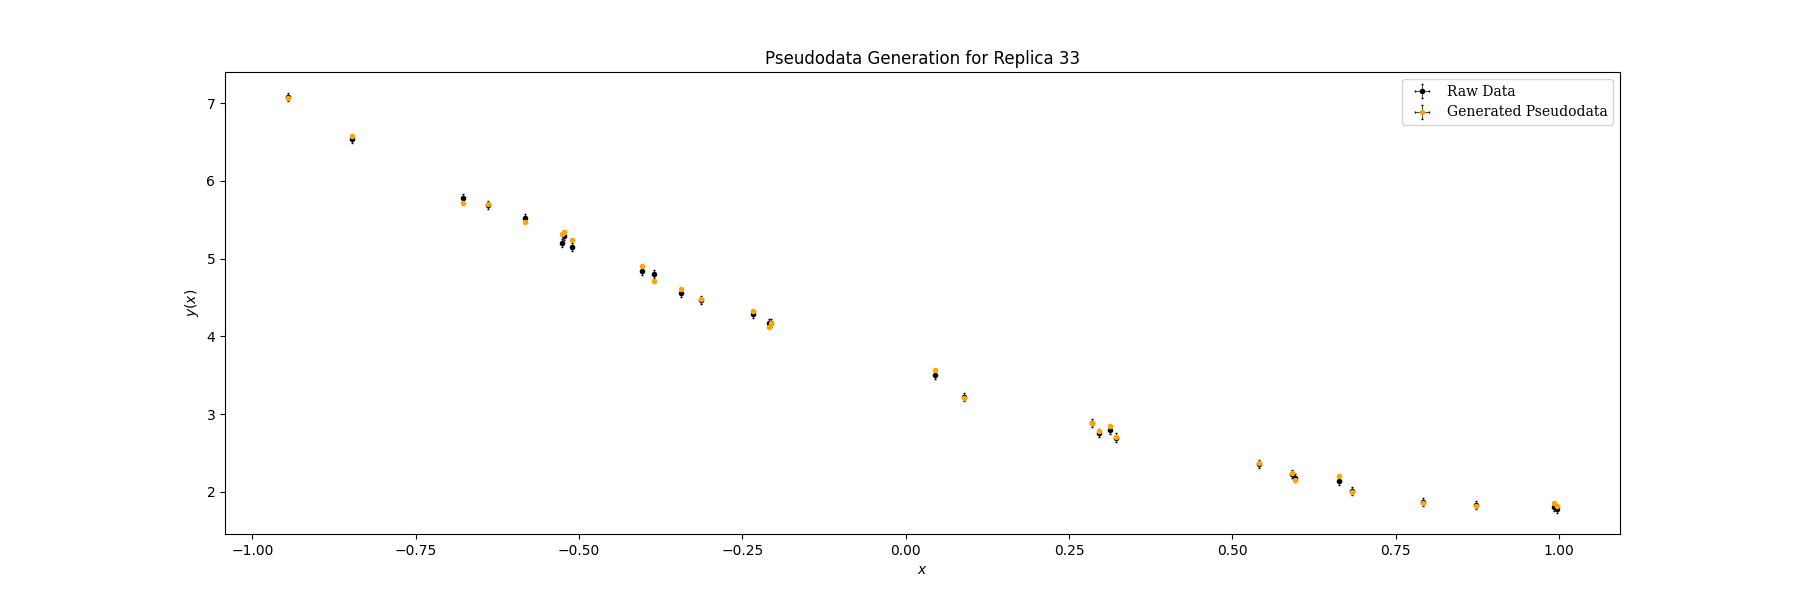 Pseudodata Generation for Replica 33
Raw Data
Generated Pseudodata
7
6
5
4
3
2
y(x)
−1.00 −0.75 −0.50 −0.25 0.00 0.25 0.50 0.75 1.00
x